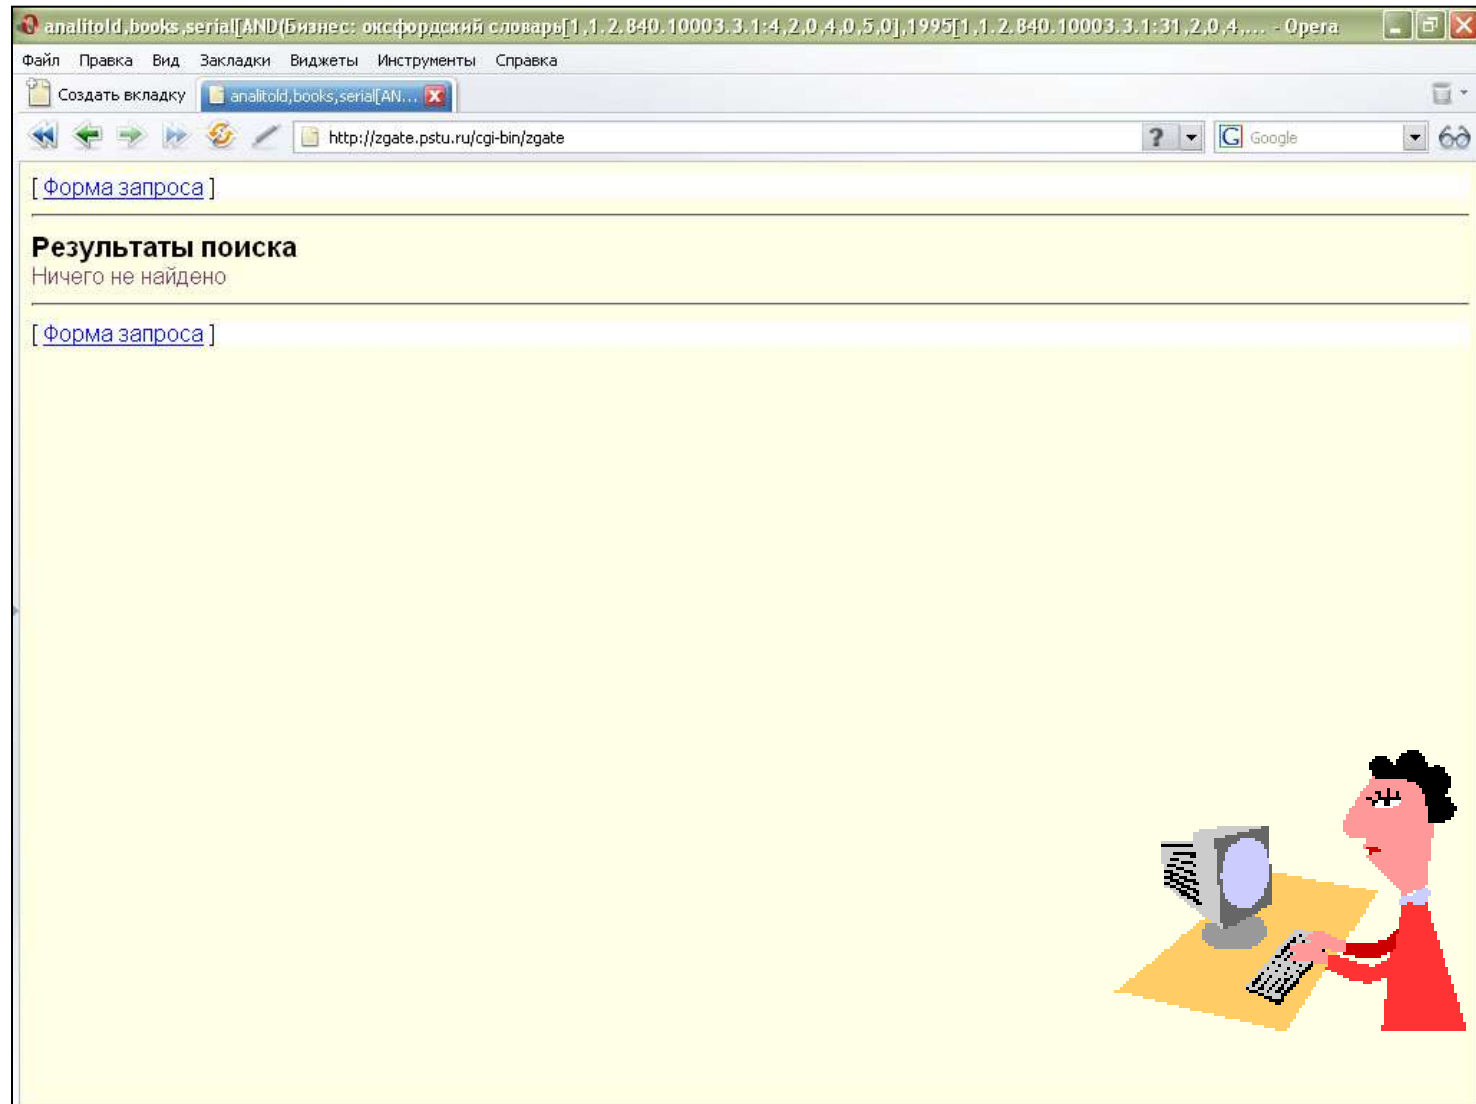 analitold,books,serial[AND(Бизнес: оксфордский словарь[1,1.2.840.10003.3.1:4,2,0,4,0,5,0],1995[1,1.2.840.10003.3.1:31,2,0,4,... - Opera
Файл Правка Вид Закладки Виджеты Инструменты Справка
Создать вкладку analitold,books,serial[AN...
http://zgate.pstu.ru/cgi-bin/zgate ? G Google
[ Форма запроса ]
Результаты поиска
Ничего не найдено
[ Форма запроса ]